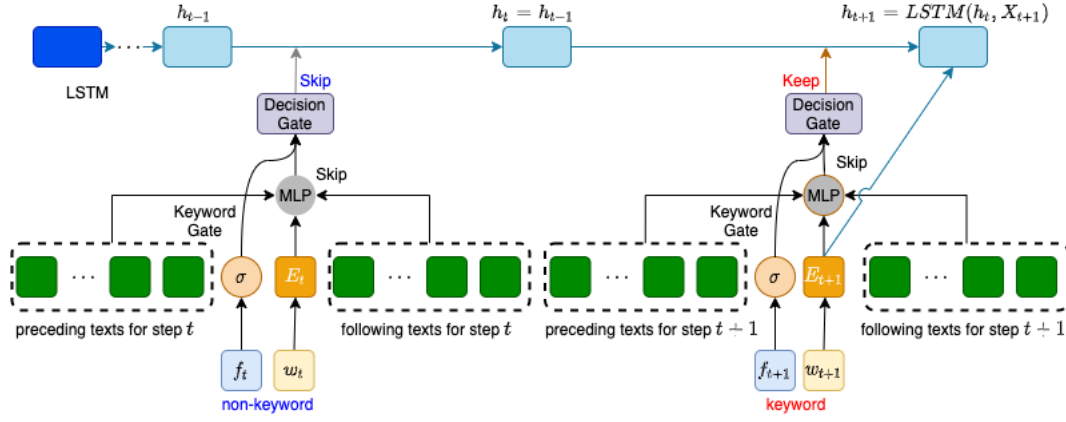 h_{t-1}
h_t = h_{t-1}
h_{t+1} = LSTM(h_t, X_{t+1})
...
LSTM
Skip
Keep
Decision
Gate
Decision
Gate
Skip
Skip
MLP
MLP
Keyword
Gate
Keyword
Gate
... σ E_t ... ... σ E_{t+1} ...
preceding texts for step t
following texts for step t
preceding texts for step t + 1
following texts for step t + 1
f_t
w_t
f_{t+1}
w_{t+1}
non-keyword
keyword